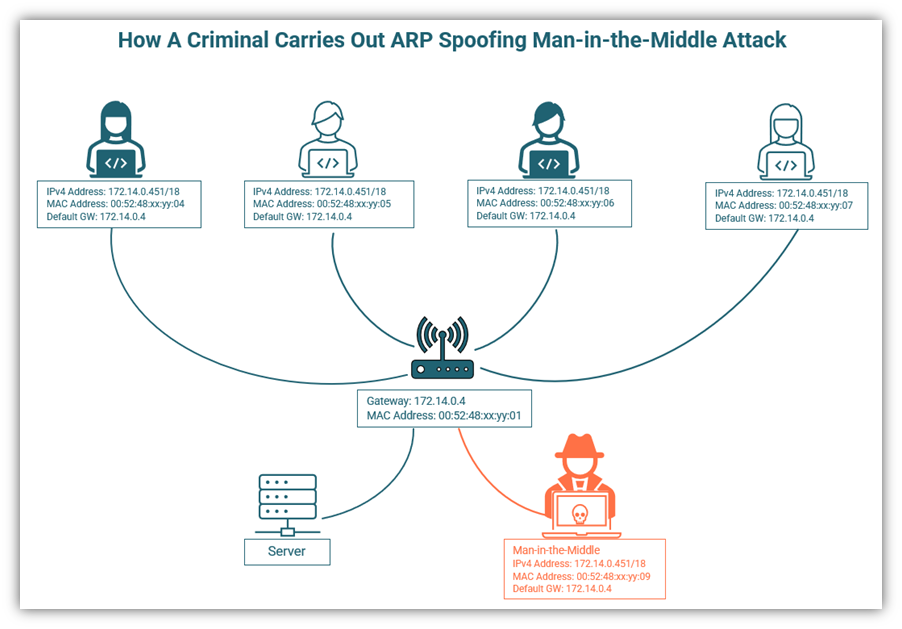 How A Criminal Carries Out ARP Spoofing Man-in-the-Middle Attack
</>
</>
</>
</>
IPv4 Address: 172.14.0.451/18
MAC Address: 00:52:48:xx:yy:04
Default GW: 172.14.0.4
IPv4 Address: 172.14.0.451/18
MAC Address: 00:52:48:xx:yy:05
Default GW: 172.14.0.4
IPv4 Address: 172.14.0.451/18
MAC Address: 00:52:48:xx:yy:06
Default GW: 172.14.0.4
IPv4 Address: 172.14.0.451/18
MAC Address: 00:52:48:xx:yy:07
Default GW: 172.14.0.4
Gateway: 172.14.0.4
MAC Address: 00:52:48:xx:yy:01
Server
Man-in-the-Middle
IPv4 Address: 172.14.0.451/18
MAC Address: 00:52:48:xx:yy:09
Default GW: 172.14.0.4